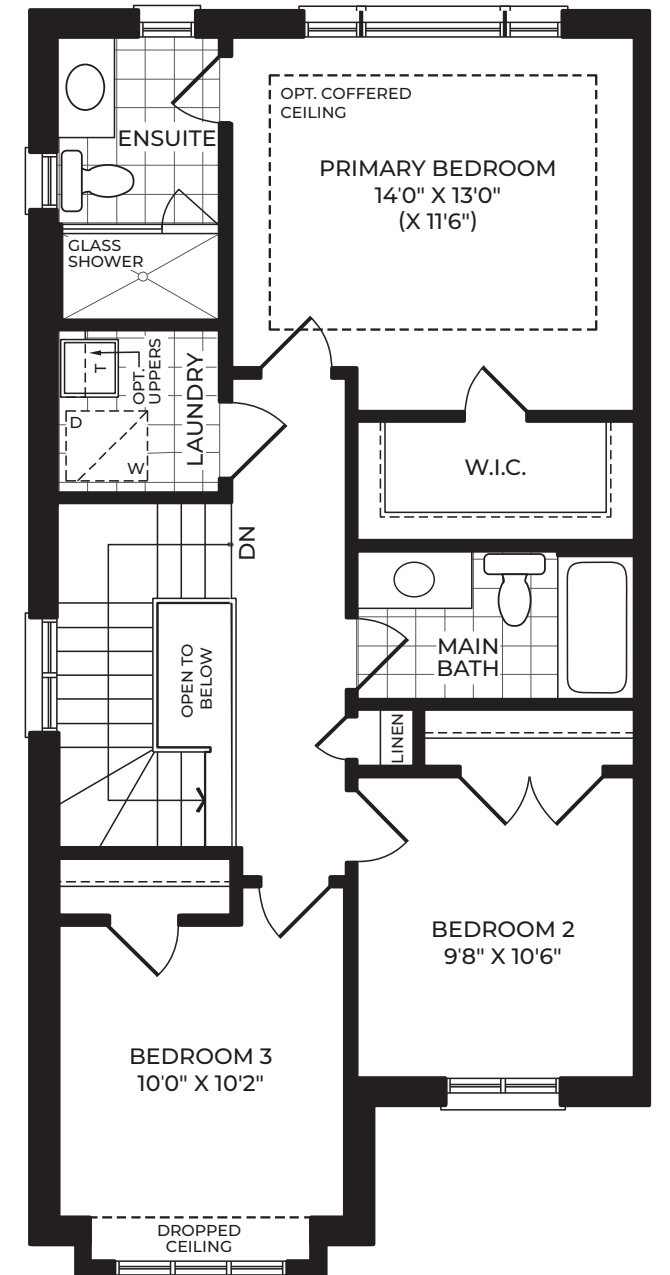 OPT. COFFERED
CEILING
ENSUITE
PRIMARY BEDROOM
14'0" X 13'0"
(X 11'6")
GLASS
SHOWER
T
OPT.
UPPERS
LAUNDRY
D
W
W.I.C.
DN
MAIN
BATH
OPEN TO
BELOW
LINEN
BEDROOM 2
9'8" X 10'6"
BEDROOM 3
10'0" X 10'2"
DROPPED
CEILING